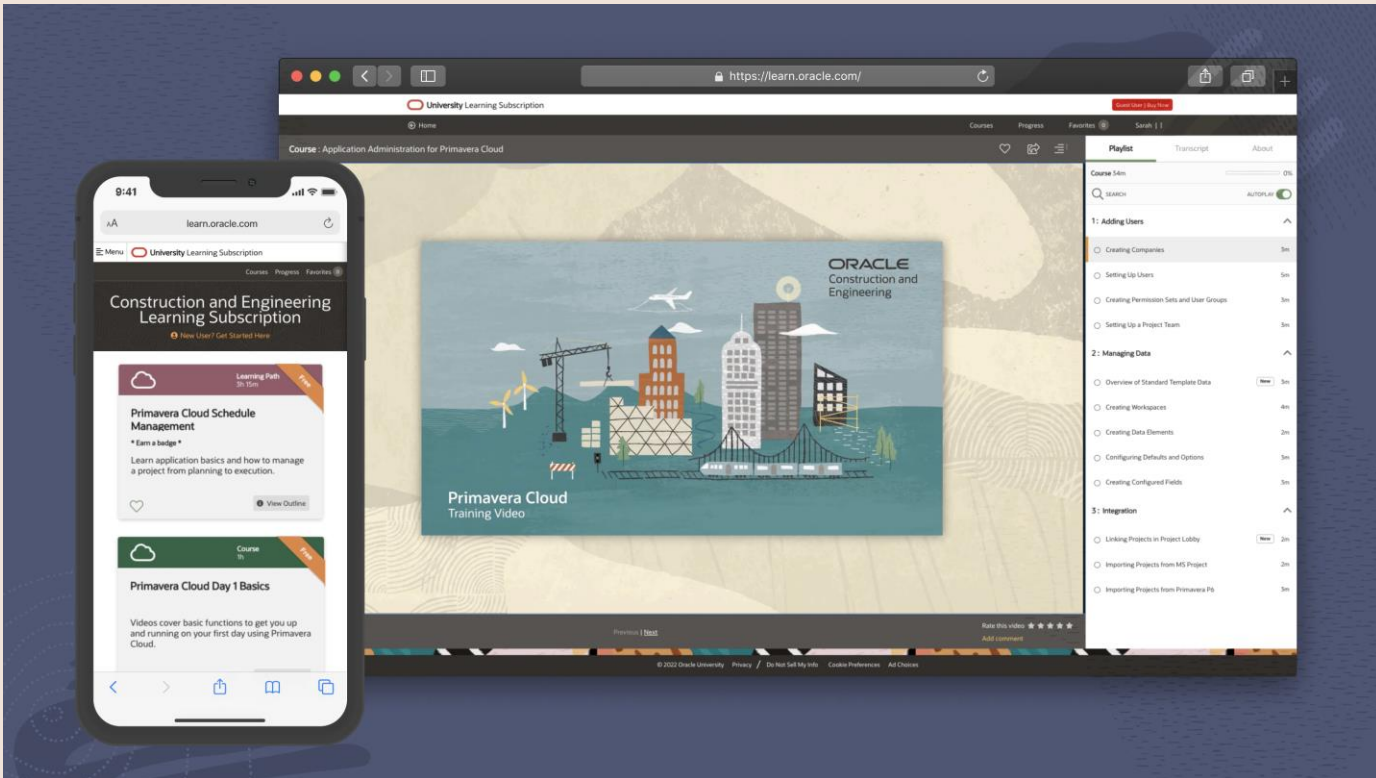 9:41
AA
learn.oracle.com
Menu
University Learning Subscription
Courses Progress Favorites 0
Construction and Engineering
Learning Subscription
New User? Get Started Here
Learning Path
5h 15m
Free
Primavera Cloud Schedule
Management
* Earn a badge *
Learn application basics and how to manage
a project from planning to execution.
View Outline
Course
1h
Free
Primavera Cloud Day 1 Basics
Videos cover basic functions to get you up
and running on your first day using Primavera
Cloud.
https://learn.oracle.com/
University Learning Subscription
Guest User | Buy Now
Home
Courses Progress Favorites 0 Sarah | |
Course : Application Administration for Primavera Cloud
ORACLE
Construction and
Engineering
Primavera Cloud
Training Video
Previous | Next
Rate this video
Add comment
Playlist Transcript About
Course 54m 0%
SEARCH AUTOPLAY
1: Adding Users
Creating Companies 3m
Setting Up Users 5m
Creating Permission Sets and User Groups 3m
Setting Up a Project Team 3m
2: Managing Data
Overview of Standard Template Data New 3m
Creating Workspaces 4m
Creating Data Elements 2m
Configuring Defaults and Options 5m
Creating Configured Fields 3m
3: Integration
Linking Projects in Project Lobby New 2m
Importing Projects from MS Project 2m
Importing Projects from Primavera P6 3m
© 2022 Oracle University Privacy / Do Not Sell My Info Cookie Preferences Ad Choices